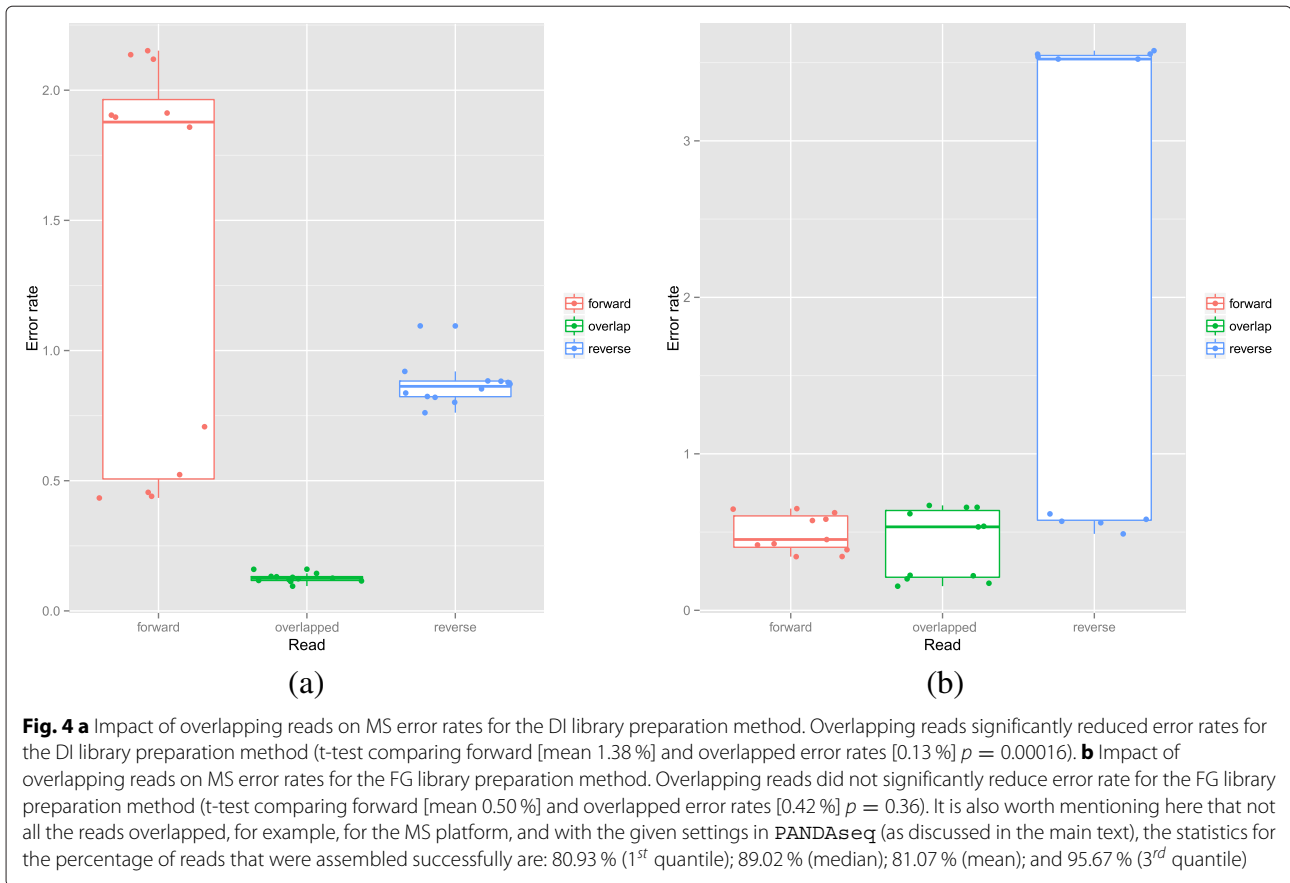 2.0
1.5
1.0
0.5
0.0
Error rate
forward
overlapped
reverse
Read
forward
overlap
reverse
(a)
3
2
1
0
Error rate
forward
overlapped
reverse
Read
forward
overlap
reverse
(b)
Fig. 4 a Impact of overlapping reads on MS error rates for the DI library preparation method. Overlapping reads significantly reduced error rates for
the DI library preparation method (t-test comparing forward [mean 1.38 %] and overlapped error rates [0.13 %] p = 0.00016). b Impact of
overlapping reads on MS error rates for the FG library preparation method. Overlapping reads did not significantly reduce error rate for the FG library
preparation method (t-test comparing forward [mean 0.50 %] and overlapped error rates [0.42 %] p = 0.36). It is also worth mentioning here that not
all the reads overlapped, for example, for the MS platform, and with the given settings in PANDAseq (as discussed in the main text), the statistics for
the percentage of reads that were assembled successfully are: 80.93 % (1st quantile); 89.02 % (median); 81.07 % (mean); and 95.67 % (3rd quantile)